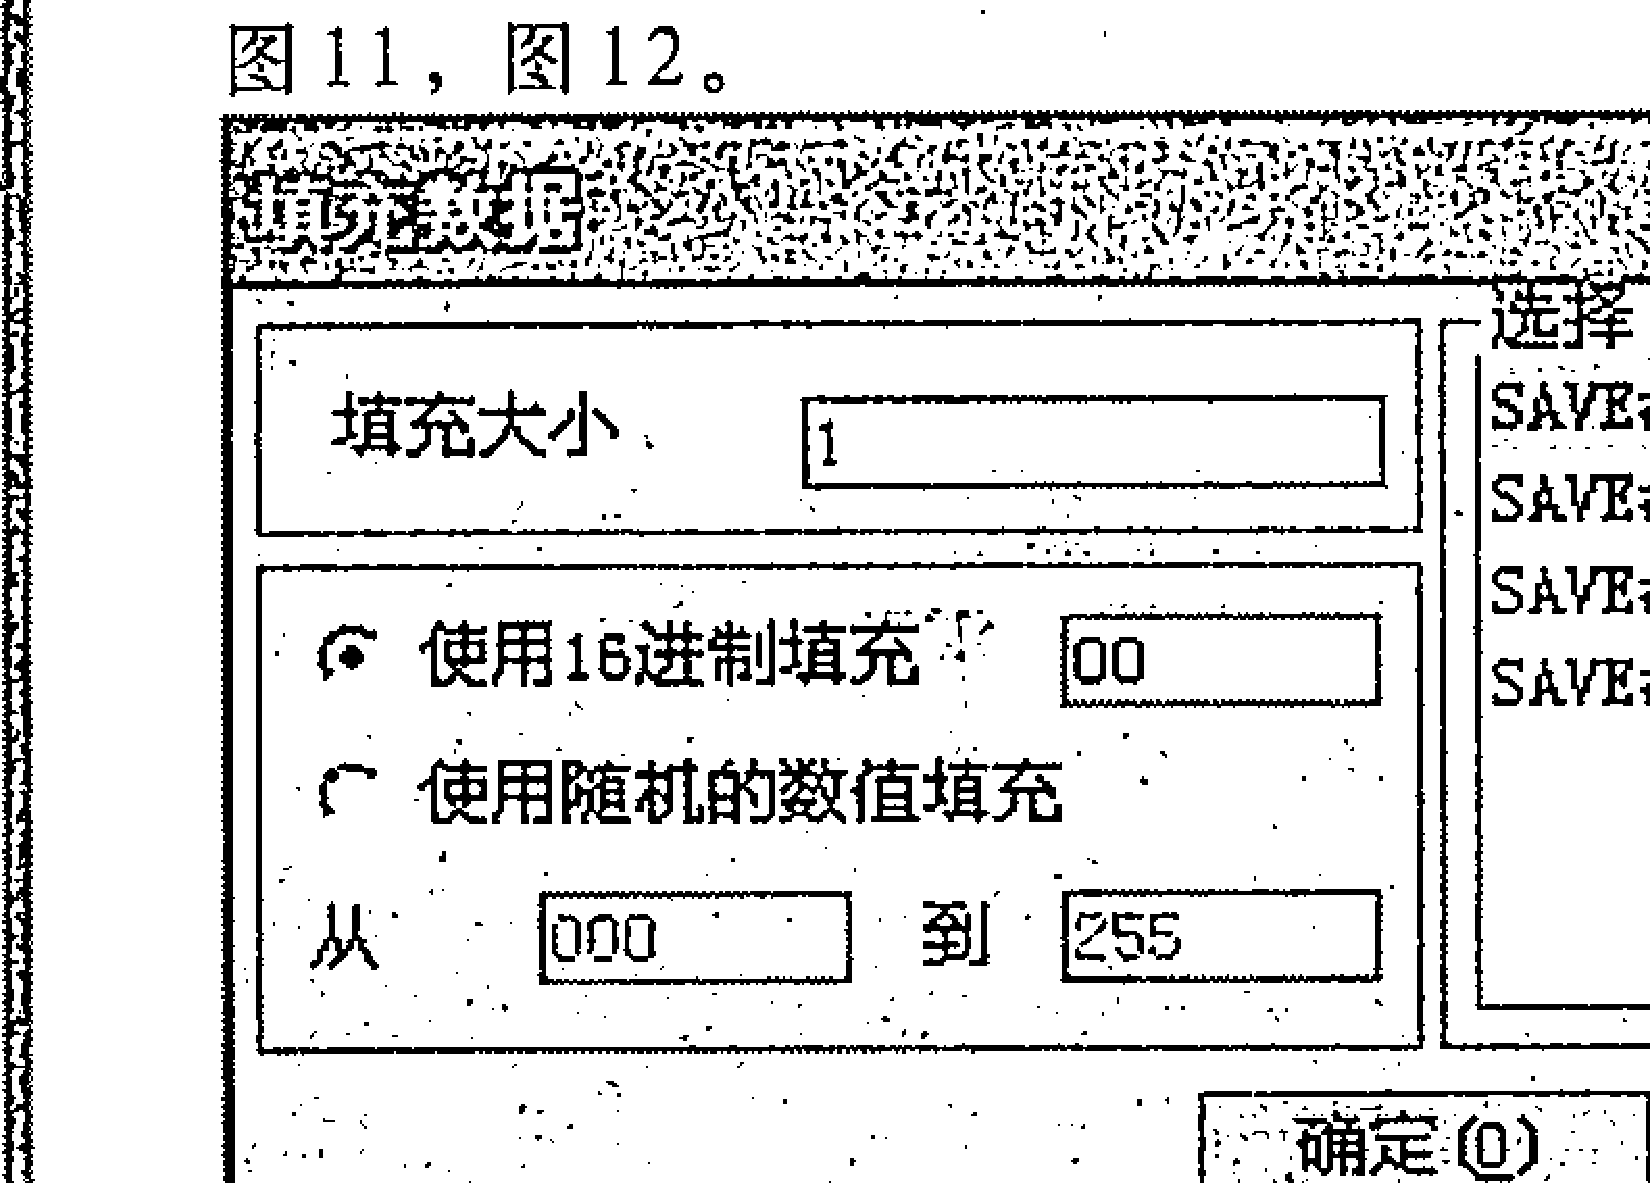 图11，图12。
填充数据
选择
填充大小 1
SAVE
SAVE
使用16进制填充 00
SAVE
SAVE
使用随机的数值填充
从 000 到 255
确定(O)